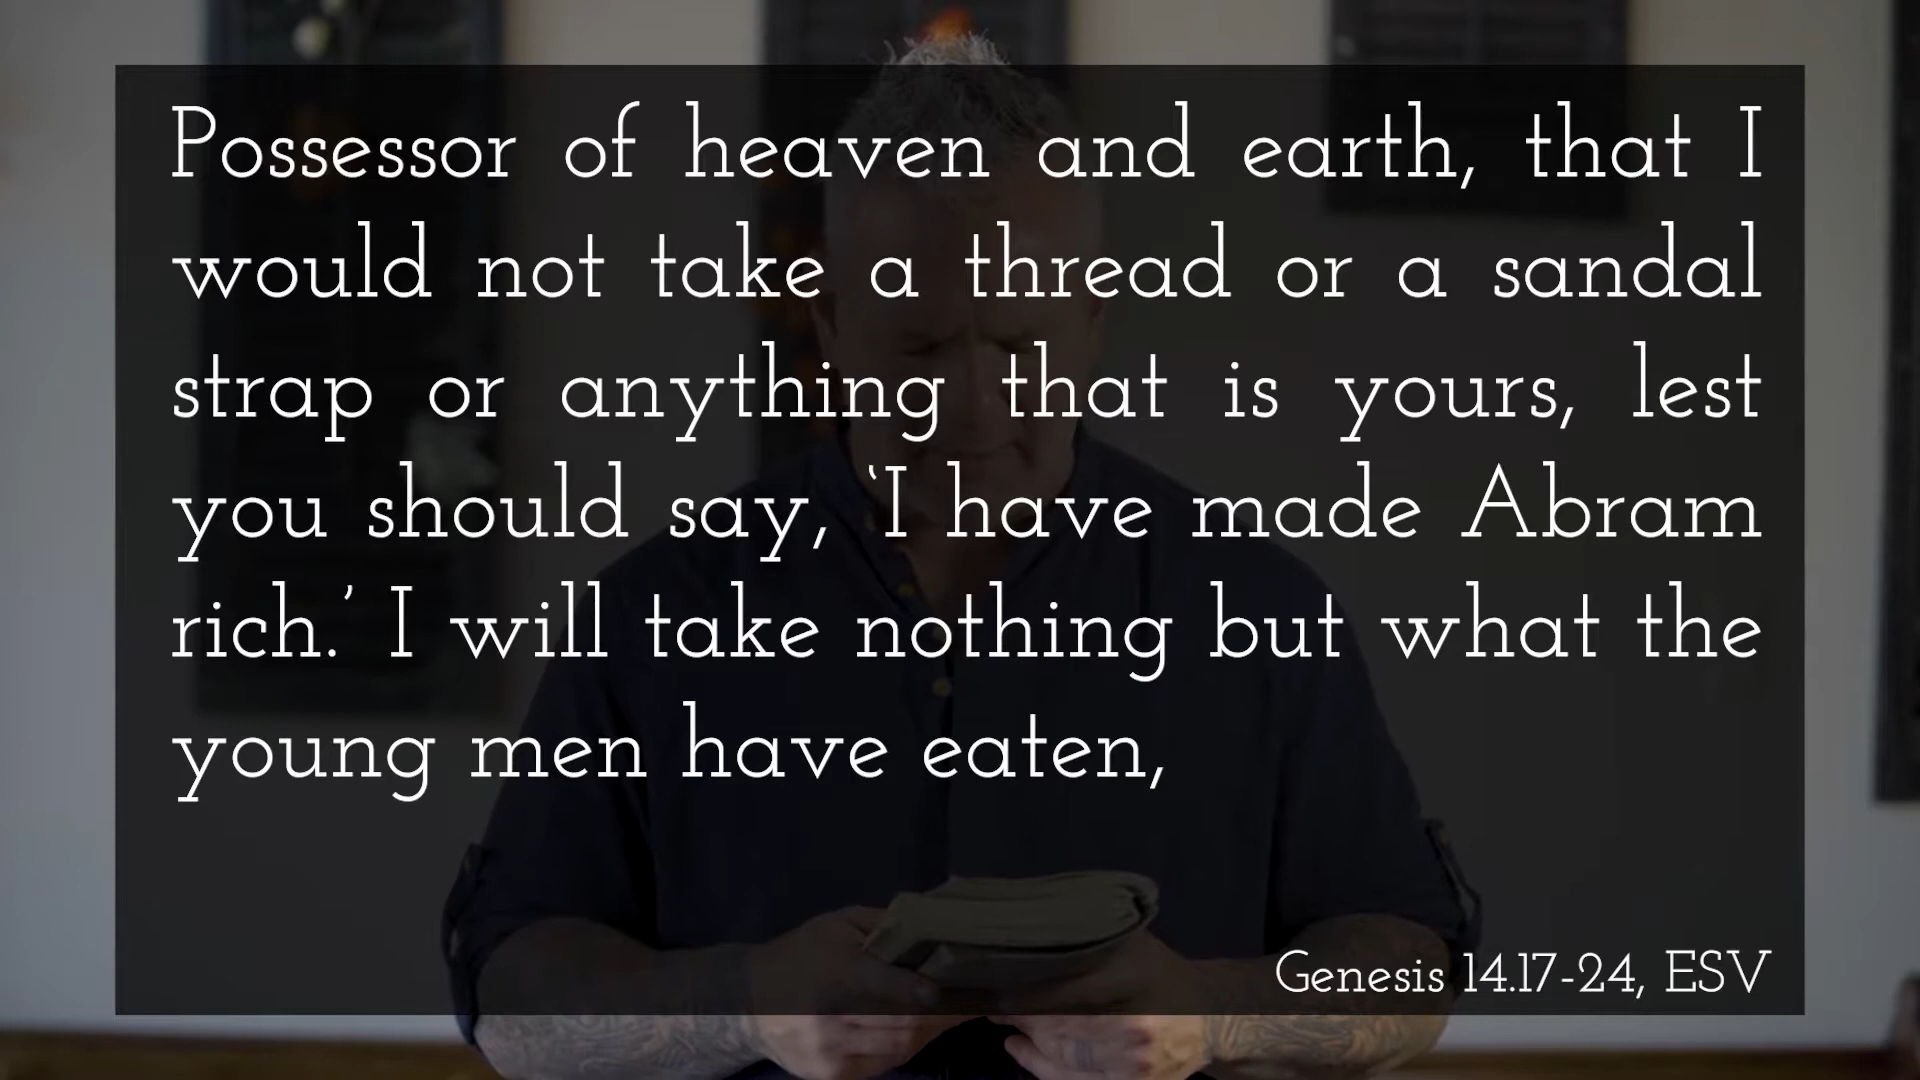 Possessor of heaven and earth, that I
would not take a thread or a sandal
strap or anything that is yours, lest
you should say, ‘I have made Abram
rich.’ I will take nothing but what the
young men have eaten,
Genesis 14.17-24, ESV